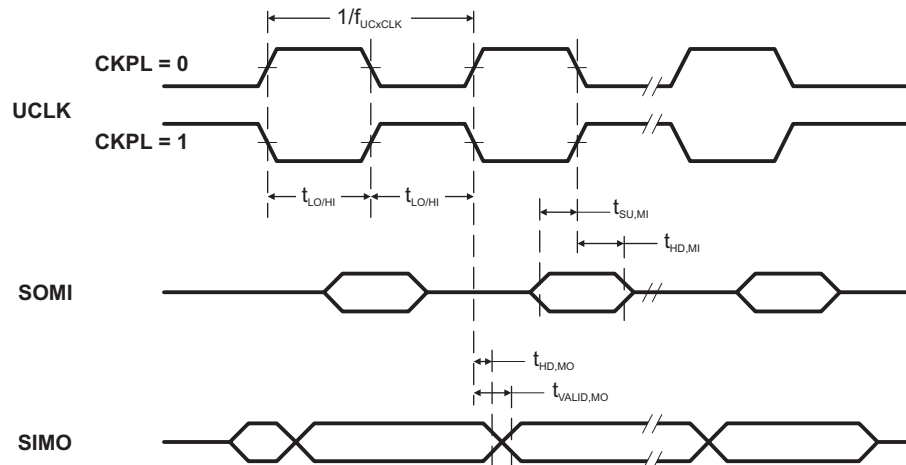 1/fUCxCLK
CKPL = 0
UCLK
CKPL = 1
tLO/HI tLO/HI
tSU,MI
tHD,MI
SOMI
tHD,MO
tVALID,MO
SIMO